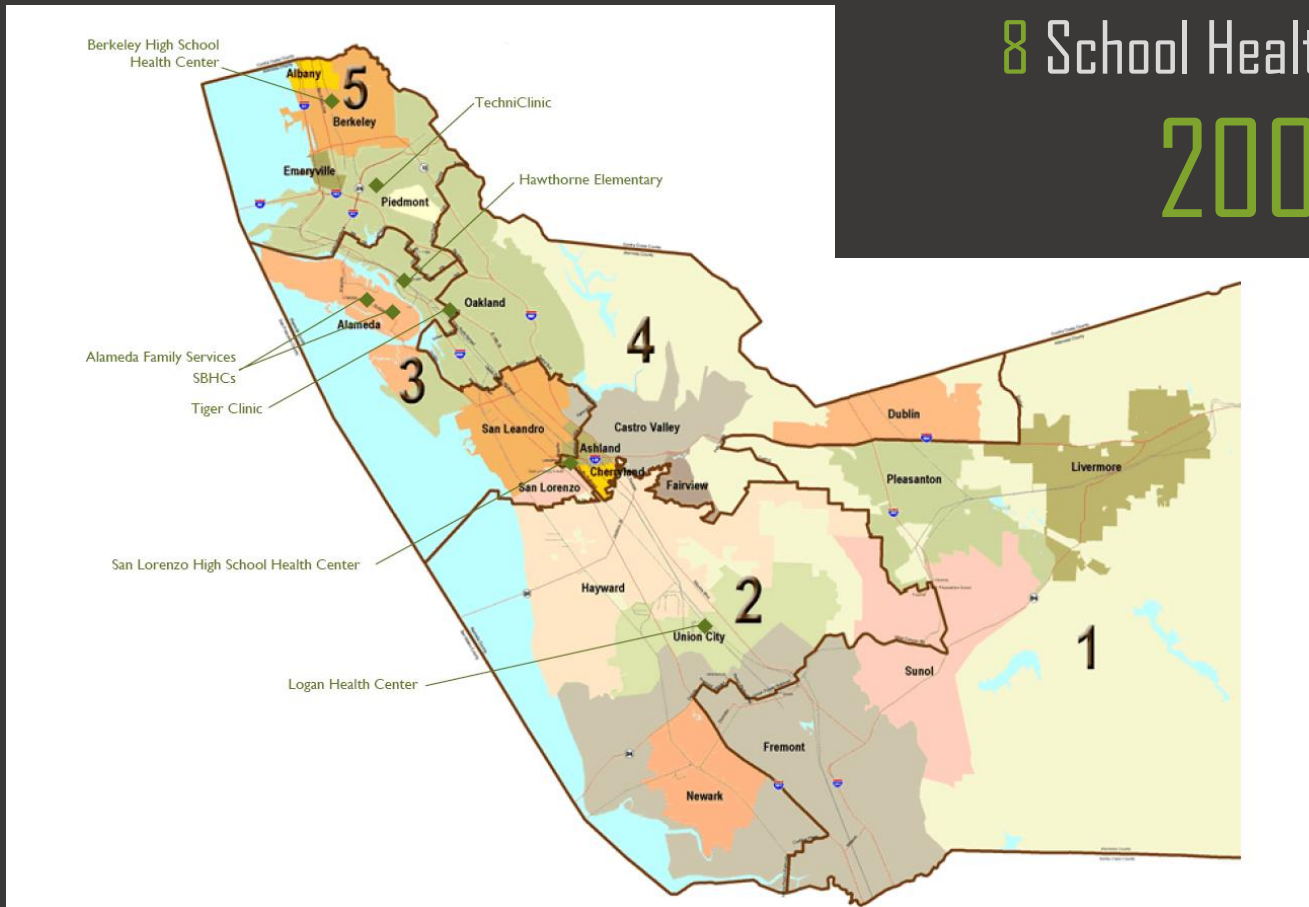 8 School Healt
200
Berkeley High School
Health Center
Albany
5
Berkeley
TechniClinic
Emeryville
Hawthorne Elementary
Piedmont
Oakland
Alameda
4
Alameda Family Services
SBHCs
3
Tiger Clinic
Dublin
San Leandro
Castro Valley
Ashland
Livermore
Cherryland
Pleasanton
San Lorenzo
Fairview
San Lorenzo High School Health Center
Hayward
2
Union City
1
Sunol
Logan Health Center
Fremont
Newark